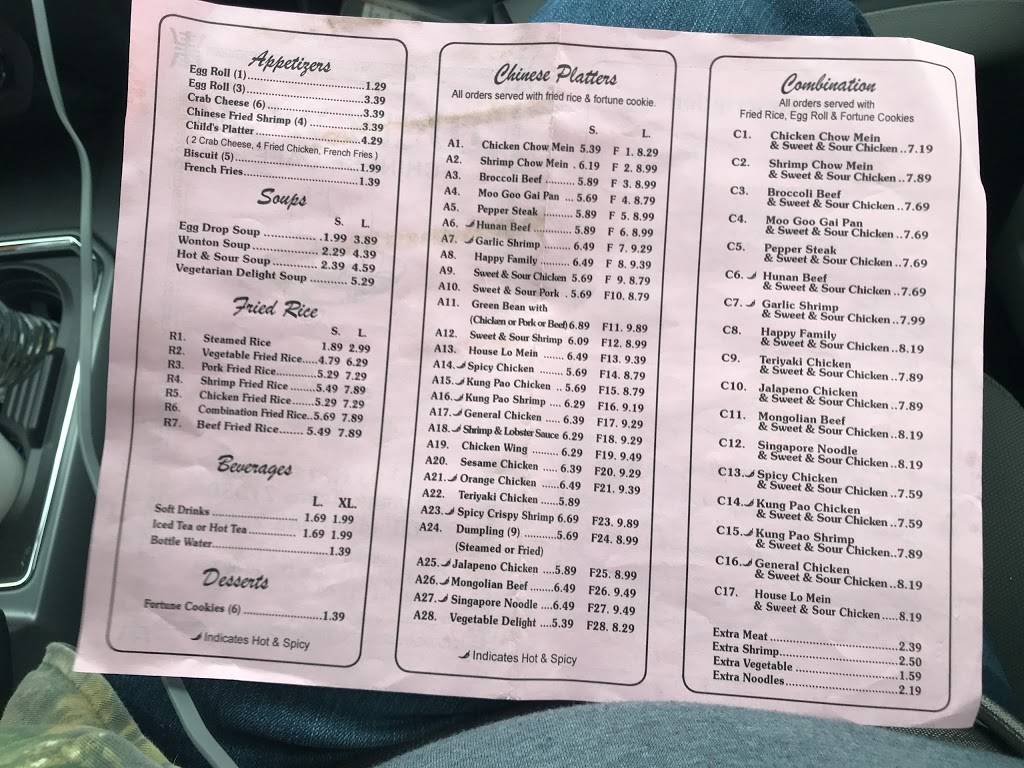 Appetizers
Egg Roll (1)..............................1.29
Egg Roll (3)..............................3.39
Crab Cheese (6) ..........................3.39
Chinese Fried Shrimp (4) .................3.39
Child's Platter...........................4.29
( 2 Crab Cheese, 4 Fried Chicken, French Fries )
Biscuit (5)...............................1.99
French Fries..............................1.39
Soups
S. L.
Egg Drop Soup ..............1.99 3.89
Wonton Soup ................2.29 4.39
Hot & Sour Soup ...........2.39 4.59
Vegetarian Delight Soup ..........5.29
Fried Rice
S. L.
R1. Steamed Rice 1.89 2.99
R2. Vegetable Fried Rice.....4.79 6.29
R3. Pork Fried Rice..............5.29 7.29
R4. Shrimp Fried Rice .......5.49 7.89
R5. Chicken Fried Rice......5.29 7.29
R6. Combination Fried Rice..5.69 7.89
R7. Beef Fried Rice....... 5.49 7.89
Beverages
L. XL.
Soft Drinks ............................ 1.69 1.99
Iced Tea or Hot Tea ................ 1.69 1.99
Bottle Water.................................1.39
Desserts
Fortune Cookies (6) ......................1.39
Indicates Hot & Spicy
Chinese Platters
All orders served with fried rice & fortune cookie.
S. L.
A1. Chicken Chow Mein 5.39 F 1. 8.29
A2. Shrimp Chow Mein . 6.19 F 2. 8.99
A3. Broccoli Beef .......... 5.89 F 3. 8.99
A4. Moo Goo Gai Pan ... 5.69 F 4. 8.79
A5. Pepper Steak .......... 5.89 F 5. 8.99
A6. Hunan Beef ............ 5.89 F 6. 8.99
A7. Garlic Shrimp .......... 6.49 F 7. 9.29
A8. Happy Family .......... 6.49 F 8. 9.39
A9. Sweet & Sour Chicken 5.69 F 9. 8.79
A10. Sweet & Sour Pork . 5.69 F10. 8.79
A11. Green Bean with
(Chicken or Pork or Beef) 6.89 F11. 9.89
A12. Sweet & Sour Shrimp 6.09 F12. 8.99
A13. House Lo Mein ....... 6.49 F13. 9.39
A14. Spicy Chicken ........ 5.69 F14. 8.79
A15. Kung Pao Chicken .. 5.69 F15. 8.79
A16. Kung Pao Shrimp .... 6.29 F16. 9.19
A17. General Chicken ..... 6.39 F17. 9.29
A18. Shrimp & Lobster Sauce 6.29 F18. 9.29
A19. Chicken Wing ........ 6.29 F19. 9.49
A20. Sesame Chicken ..... 6.39 F20. 9.29
A21. Orange Chicken ......6.49 F21. 9.39
A22. Teriyaki Chicken ......5.89
A23. Spicy Crispy Shrimp 6.69 F23. 9.89
A24. Dumpling (9) ..........5.69 F24. 8.99
(Steamed or Fried)
A25. Jalapeno Chicken ....5.89 F25. 8.99
A26. Mongolian Beef .......6.49 F26. 9.49
A27. Singapore Noodle ....6.49 F27. 9.49
A28. Vegetable Delight ....5.39 F28. 8.29
Indicates Hot & Spicy
Combination
All orders served with
Fried Rice, Egg Roll & Fortune Cookies
C1. Chicken Chow Mein
& Sweet & Sour Chicken ..7.19
C2. Shrimp Chow Mein
& Sweet & Sour Chicken ..7.89
C3. Broccoli Beef
& Sweet & Sour Chicken ..7.69
C4. Moo Goo Gai Pan
& Sweet & Sour Chicken ..7.69
C5. Pepper Steak
& Sweet & Sour Chicken ..7.69
C6. Hunan Beef
& Sweet & Sour Chicken ..7.69
C7. Garlic Shrimp
& Sweet & Sour Chicken ..7.99
C8. Happy Family
& Sweet & Sour Chicken ..8.19
C9. Teriyaki Chicken
& Sweet & Sour Chicken ..7.89
C10. Jalapeno Chicken
& Sweet & Sour Chicken ..7.89
C11. Mongolian Beef
& Sweet & Sour Chicken ..8.19
C12. Singapore Noodle
& Sweet & Sour Chicken ..8.19
C13. Spicy Chicken
& Sweet & Sour Chicken ..7.59
C14. Kung Pao Chicken
& Sweet & Sour Chicken ..7.59
C15. Kung Pao Shrimp
& Sweet & Sour Chicken..7.89
C16. General Chicken
& Sweet & Sour Chicken ..8.19
C17. House Lo Mein
& Sweet & Sour Chicken.....8.19
Extra Meat ..................................2.39
Extra Shrimp................................2.50
Extra Vegetable ..........................1.59
Extra Noodles..............................2.19